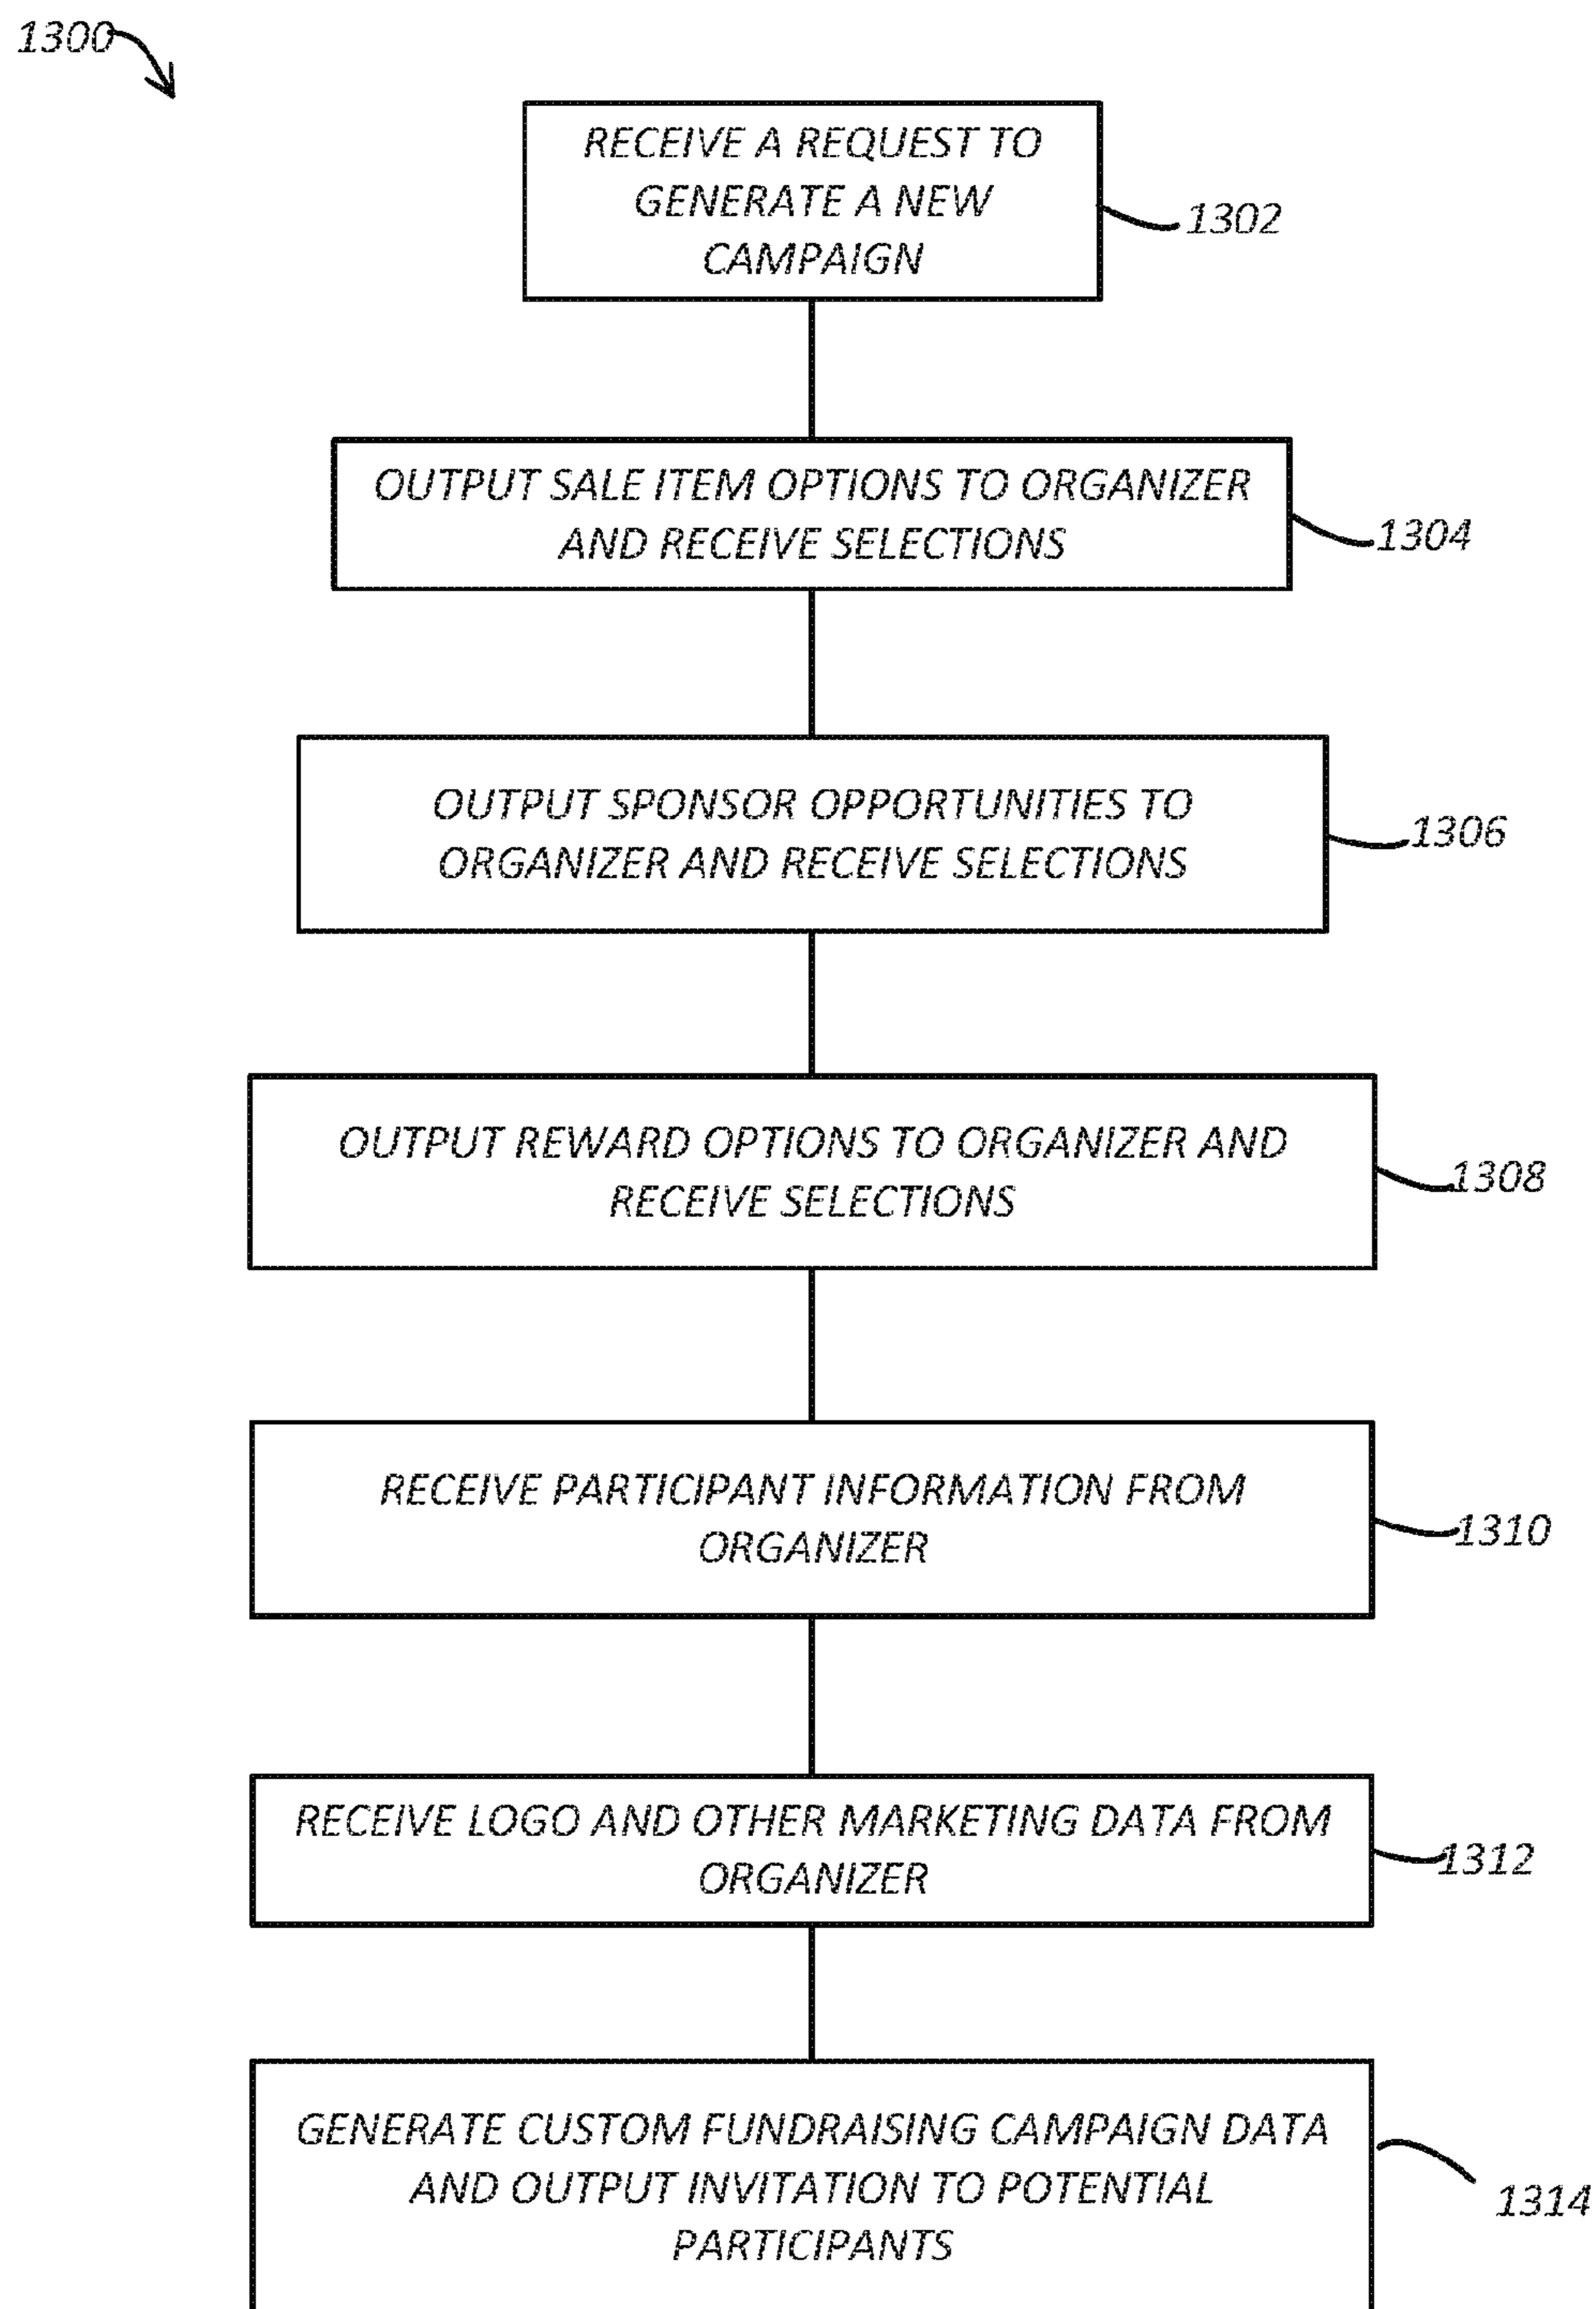 1300
RECEIVE A REQUEST TO
GENERATE A NEW
CAMPAIGN
1302
OUTPUT SALE ITEM OPTIONS TO ORGANIZER
AND RECEIVE SELECTIONS
1304
OUTPUT SPONSOR OPPORTUNITIES TO
ORGANIZER AND RECEIVE SELECTIONS
1306
OUTPUT REWARD OPTIONS TO ORGANIZER AND
RECEIVE SELECTIONS
1308
RECEIVE PARTICIPANT INFORMATION FROM
ORGANIZER
1310
RECEIVE LOGO AND OTHER MARKETING DATA FROM
ORGANIZER
1312
GENERATE CUSTOM FUNDRAISING CAMPAIGN DATA
AND OUTPUT INVITATION TO POTENTIAL
PARTICIPANTS
1314